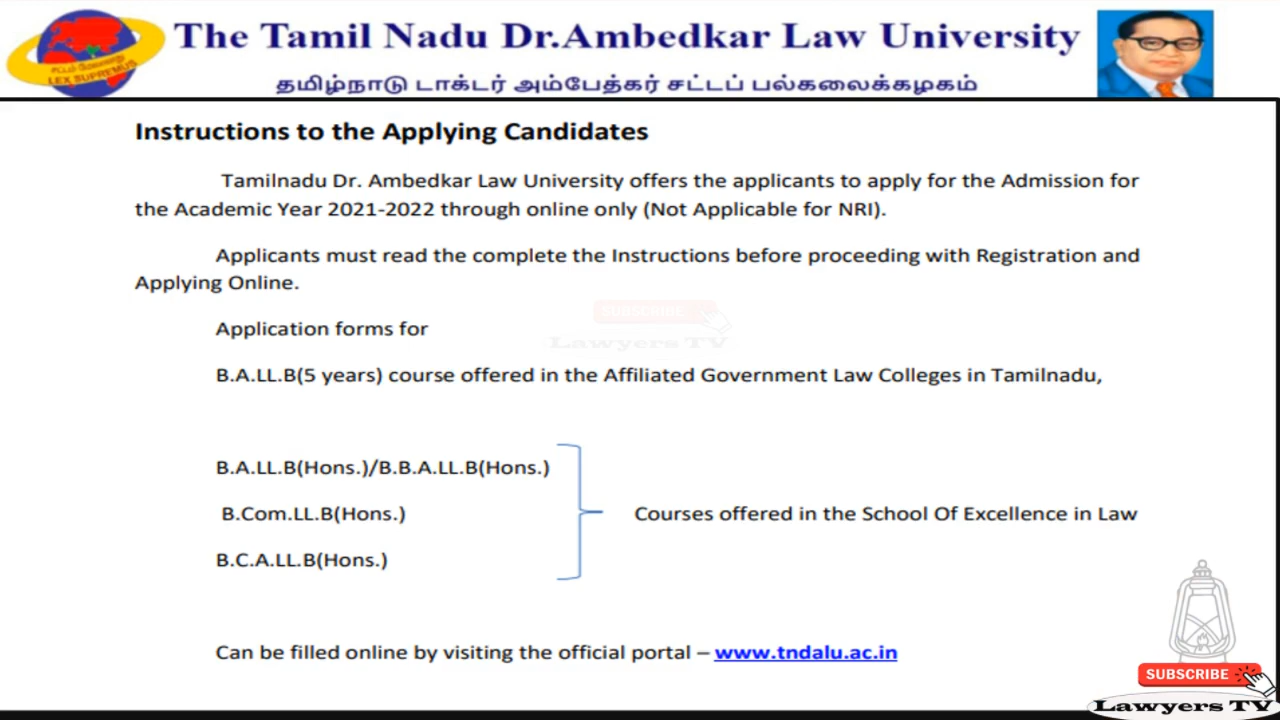 The Tamil Nadu Dr.Ambedkar Law University
தமிழ்நாடு டாக்டர் அம்பேத்கர் சட்டப் பல்கலைக்கழகம்
LEX SUPREMUS
Instructions to the Applying Candidates
Tamilnadu Dr. Ambedkar Law University offers the applicants to apply for the Admission for
the Academic Year 2021-2022 through online only (Not Applicable for NRI).
Applicants must read the complete the Instructions before proceeding with Registration and
Applying Online.
SUBSCRIBE
Lawyers TV
Application forms for
B.A.LL.B(5 years) course offered in the Affiliated Government Law Colleges in Tamilnadu,
B.A.LL.B(Hons.)/B.B.A.LL.B(Hons.)
B.Com.LL.B(Hons.) Courses offered in the School Of Excellence in Law
B.C.A.LL.B(Hons.)
Can be filled online by visiting the official portal – www.tndalu.ac.in
SUBSCRIBE
Lawyers TV